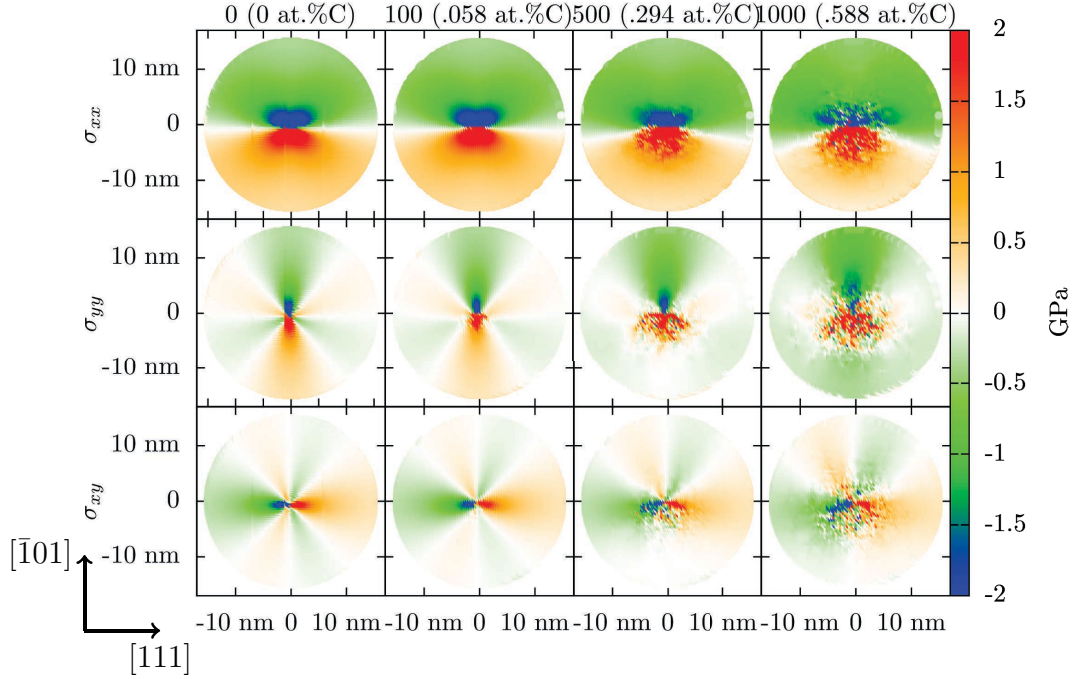 0 (0 at.%C) 100 (.058 at.%C) 500 (.294 at.%C) 1000 (.588 at.%C)
σxx
10 nm
0
-10 nm
σyy
10 nm
0
-10 nm
σxy
10 nm
0
-10 nm
-10 nm 0 10 nm -10 nm 0 10 nm -10 nm 0 10 nm -10 nm 0 10 nm
2
1.5
1
0.5
0
-0.5
-1
-1.5
-2
GPa
[1̄01]
[111]